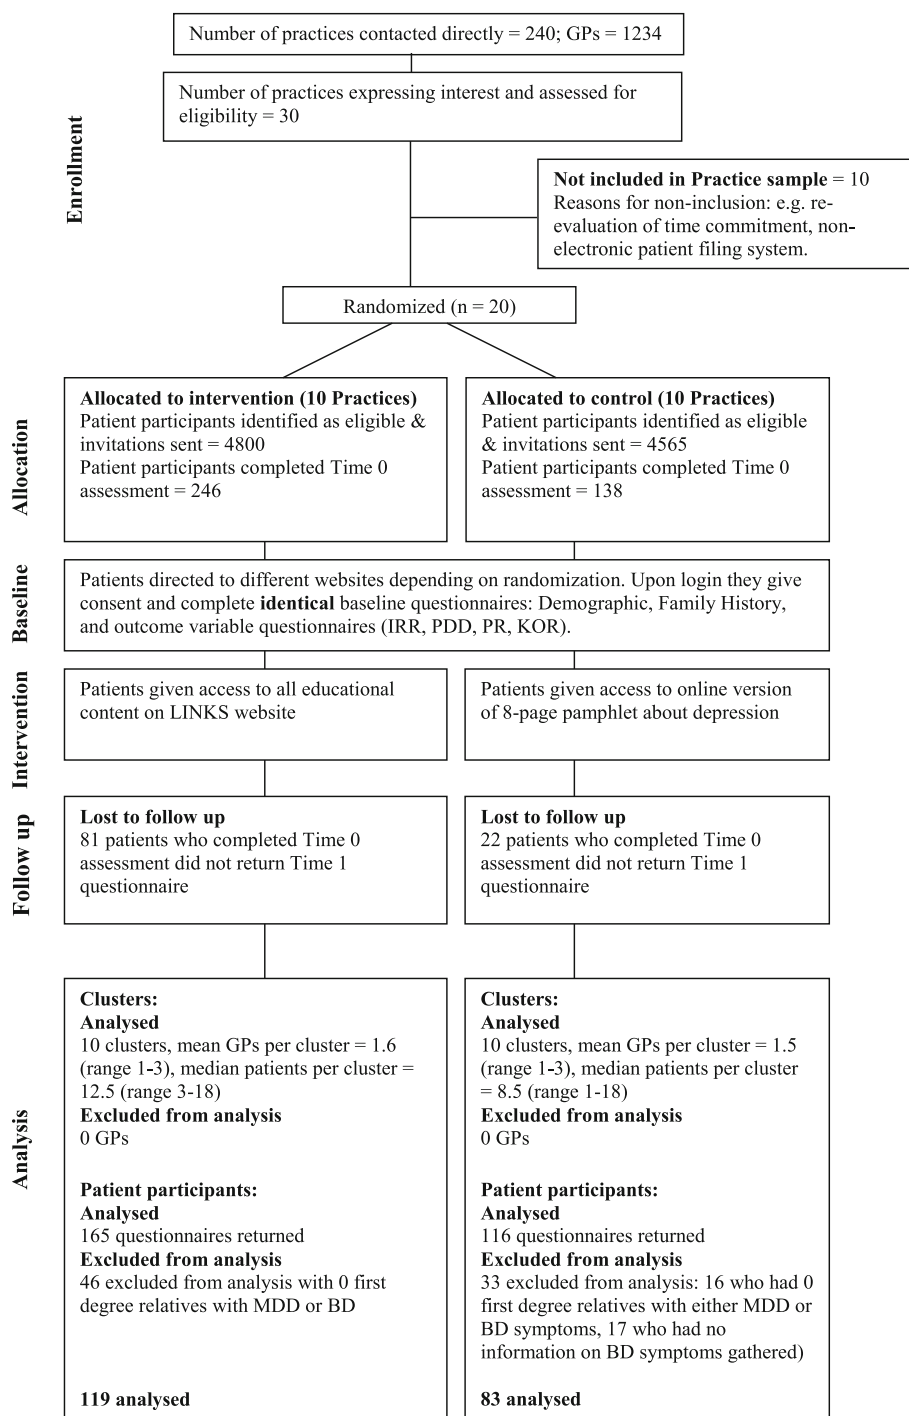 Number of practices contacted directly = 240; GPs = 1234
Number of practices expressing interest and assessed for
eligibility = 30
Enrollment
Not included in Practice sample = 10
Reasons for non-inclusion: e.g. re-
evaluation of time commitment, non-
electronic patient filing system.
Randomized (n = 20)
Allocation
Allocated to intervention (10 Practices)
Patient participants identified as eligible &
invitations sent = 4800
Patient participants completed Time 0
assessment = 246
Allocated to control (10 Practices)
Patient participants identified as eligible
& invitations sent = 4565
Patient participants completed Time 0
assessment = 138
Baseline
Patients directed to different websites depending on randomization. Upon login they give
consent and complete identical baseline questionnaires: Demographic, Family History,
and outcome variable questionnaires (IRR, PDD, PR, KOR).
Intervention
Patients given access to all educational
content on LINKS website
Patients given access to online version
of 8-page pamphlet about depression
Follow up
Lost to follow up
81 patients who completed Time 0
assessment did not return Time 1
questionnaire
Lost to follow up
22 patients who completed Time 0
assessment did not return Time 1
questionnaire
Analysis
Clusters:
Analysed
10 clusters, mean GPs per cluster = 1.6
(range 1-3), median patients per cluster =
12.5 (range 3-18)
Excluded from analysis
0 GPs
Patient participants:
Analysed
165 questionnaires returned
Excluded from analysis
46 excluded from analysis with 0 first
degree relatives with MDD or BD
119 analysed
Clusters:
Analysed
10 clusters, mean GPs per cluster = 1.5
(range 1-3), median patients per cluster
= 8.5 (range 1-18)
Excluded from analysis
0 GPs
Patient participants:
Analysed
116 questionnaires returned
Excluded from analysis
33 excluded from analysis: 16 who had 0
first degree relatives with either MDD or
BD symptoms, 17 who had no
information on BD symptoms gathered)
83 analysed